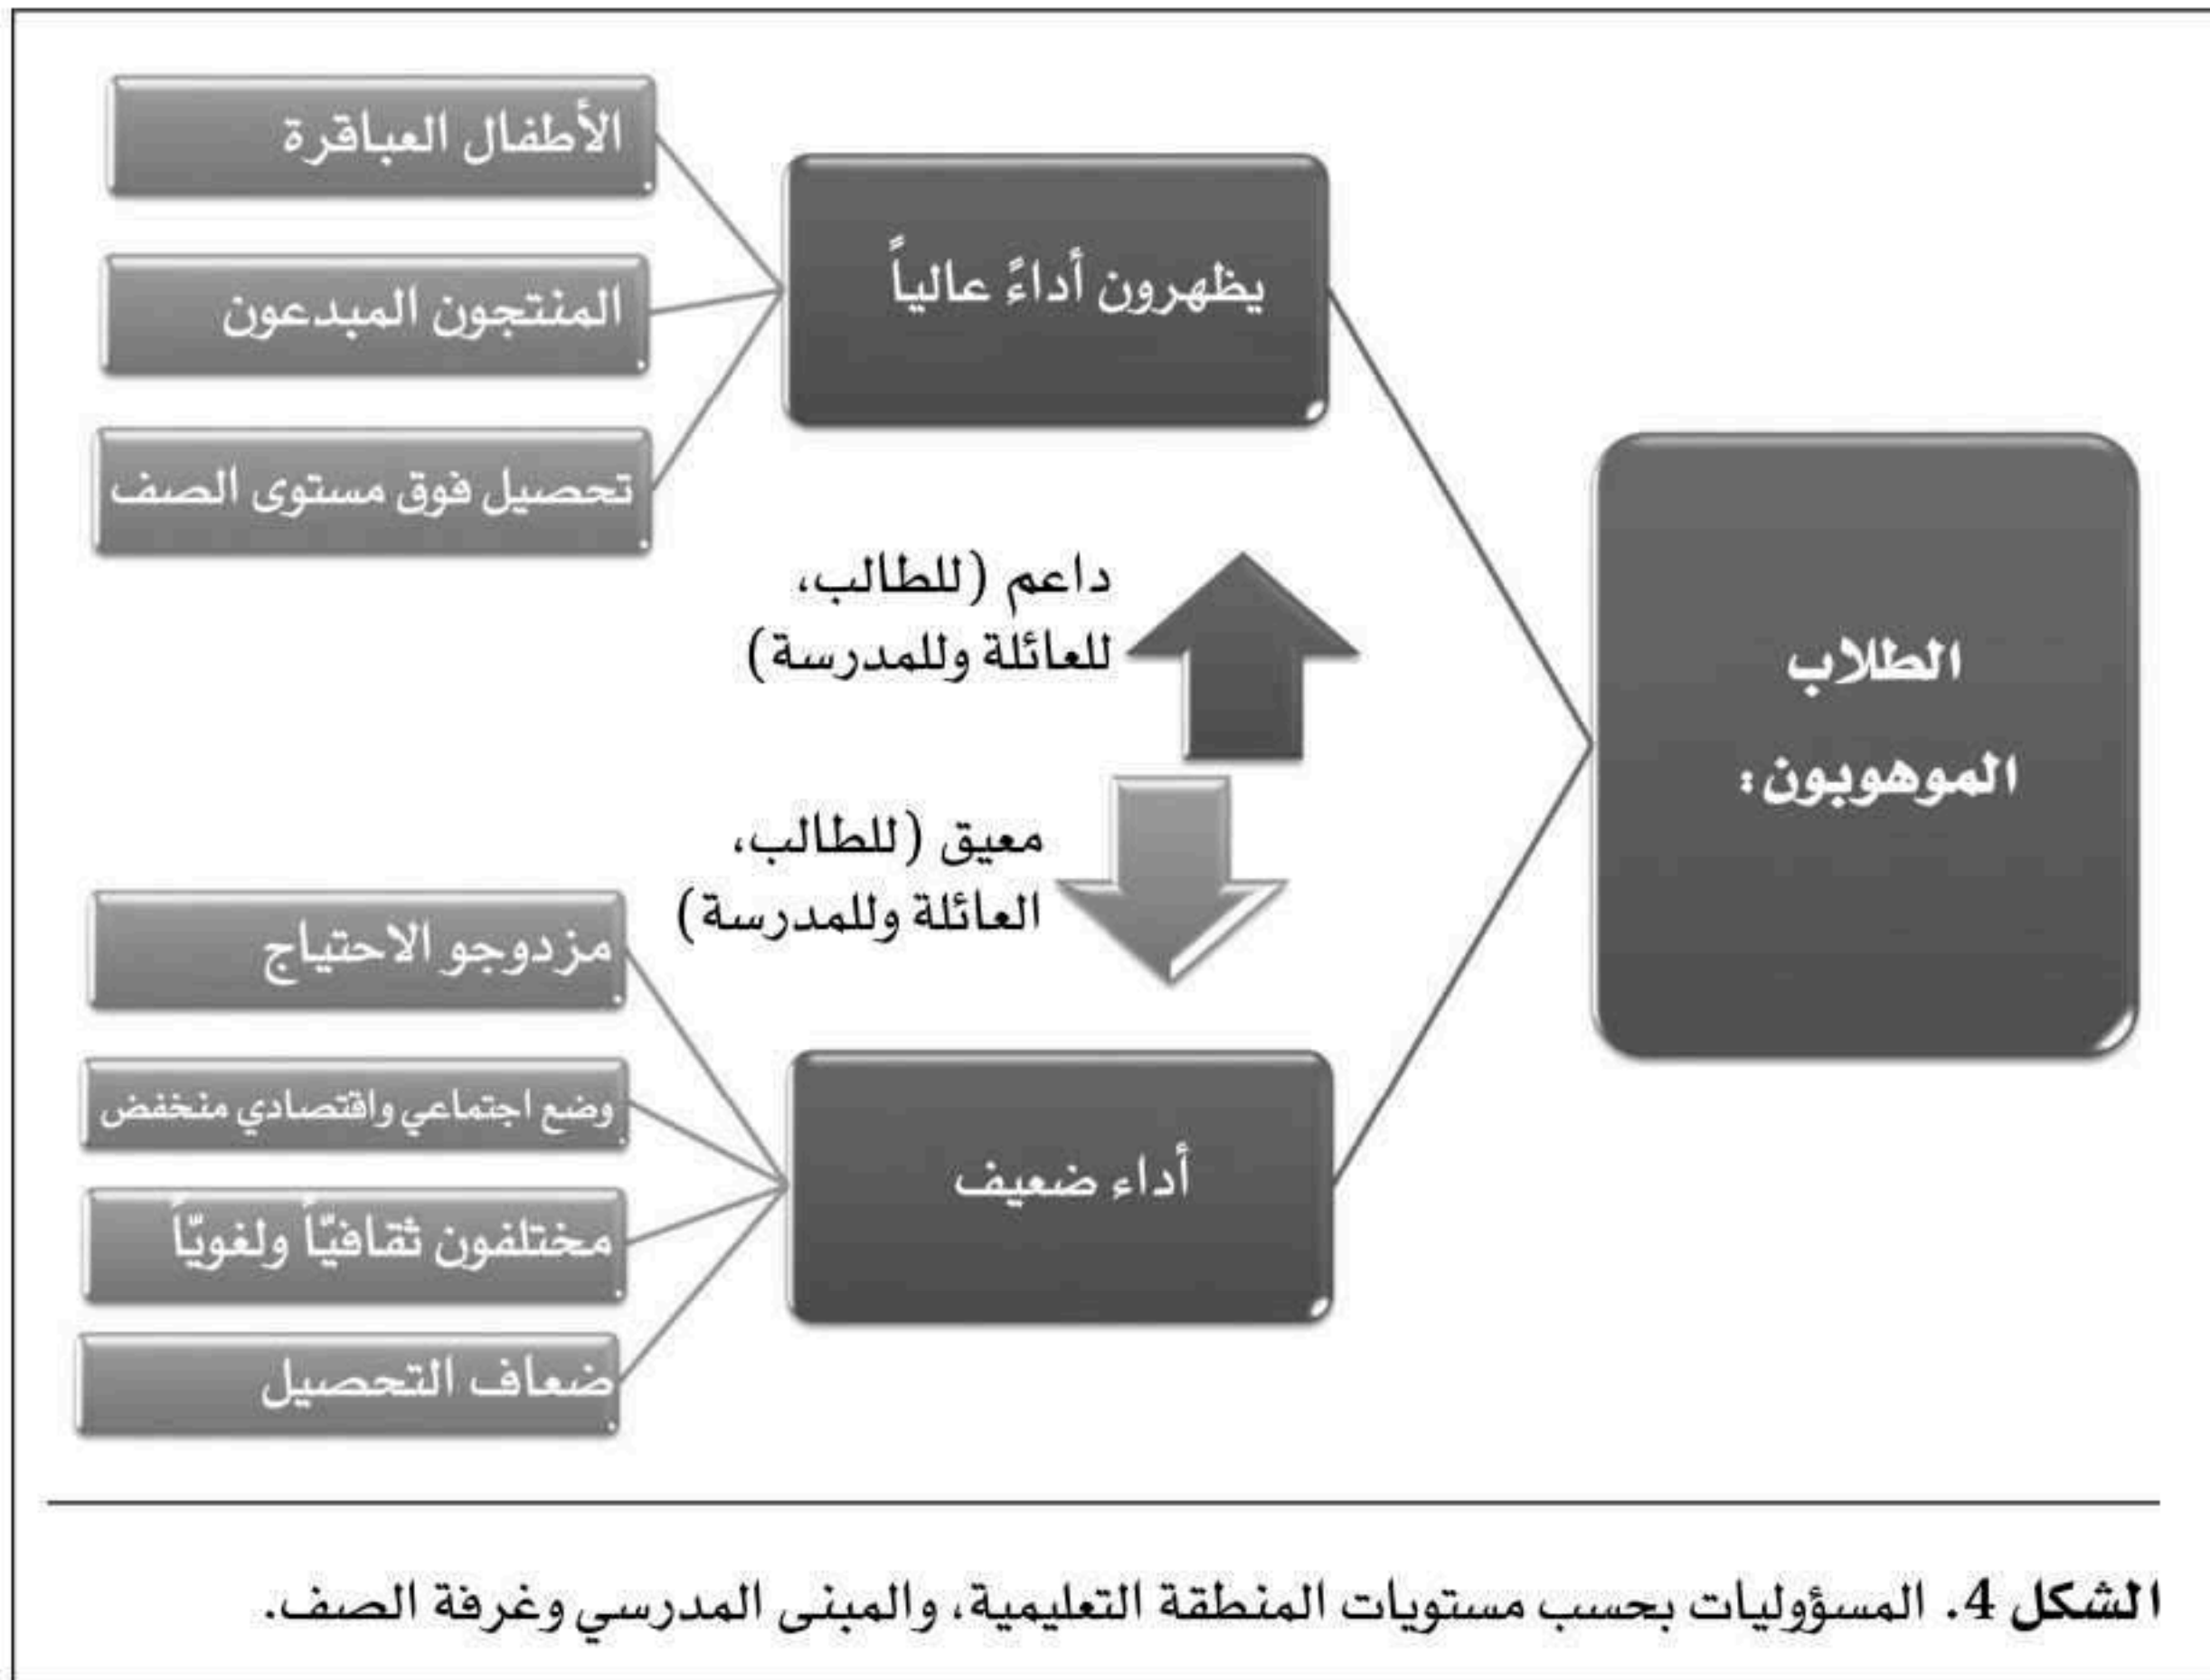 الطلاب
الموهوبون:
يظهرون أداءً عالياً
الأطفال العباقرة
المنتجون المبدعون
تحصيل فوق مستوى الصف
داعم (للطالب،
للعائلة وللمدرسة)
معيق (للطالب،
العائلة وللمدرسة)
أداء ضعيف
مزدوجو الاحتياج
وضع اجتماعي واقتصادي منخفض
مختلفون ثقافيّاً ولغويّاً
ضعاف التحصيل
الشكل 4. المسؤوليات بحسب مستويات المنطقة التعليمية، والمبنى المدرسي وغرفة الصف.